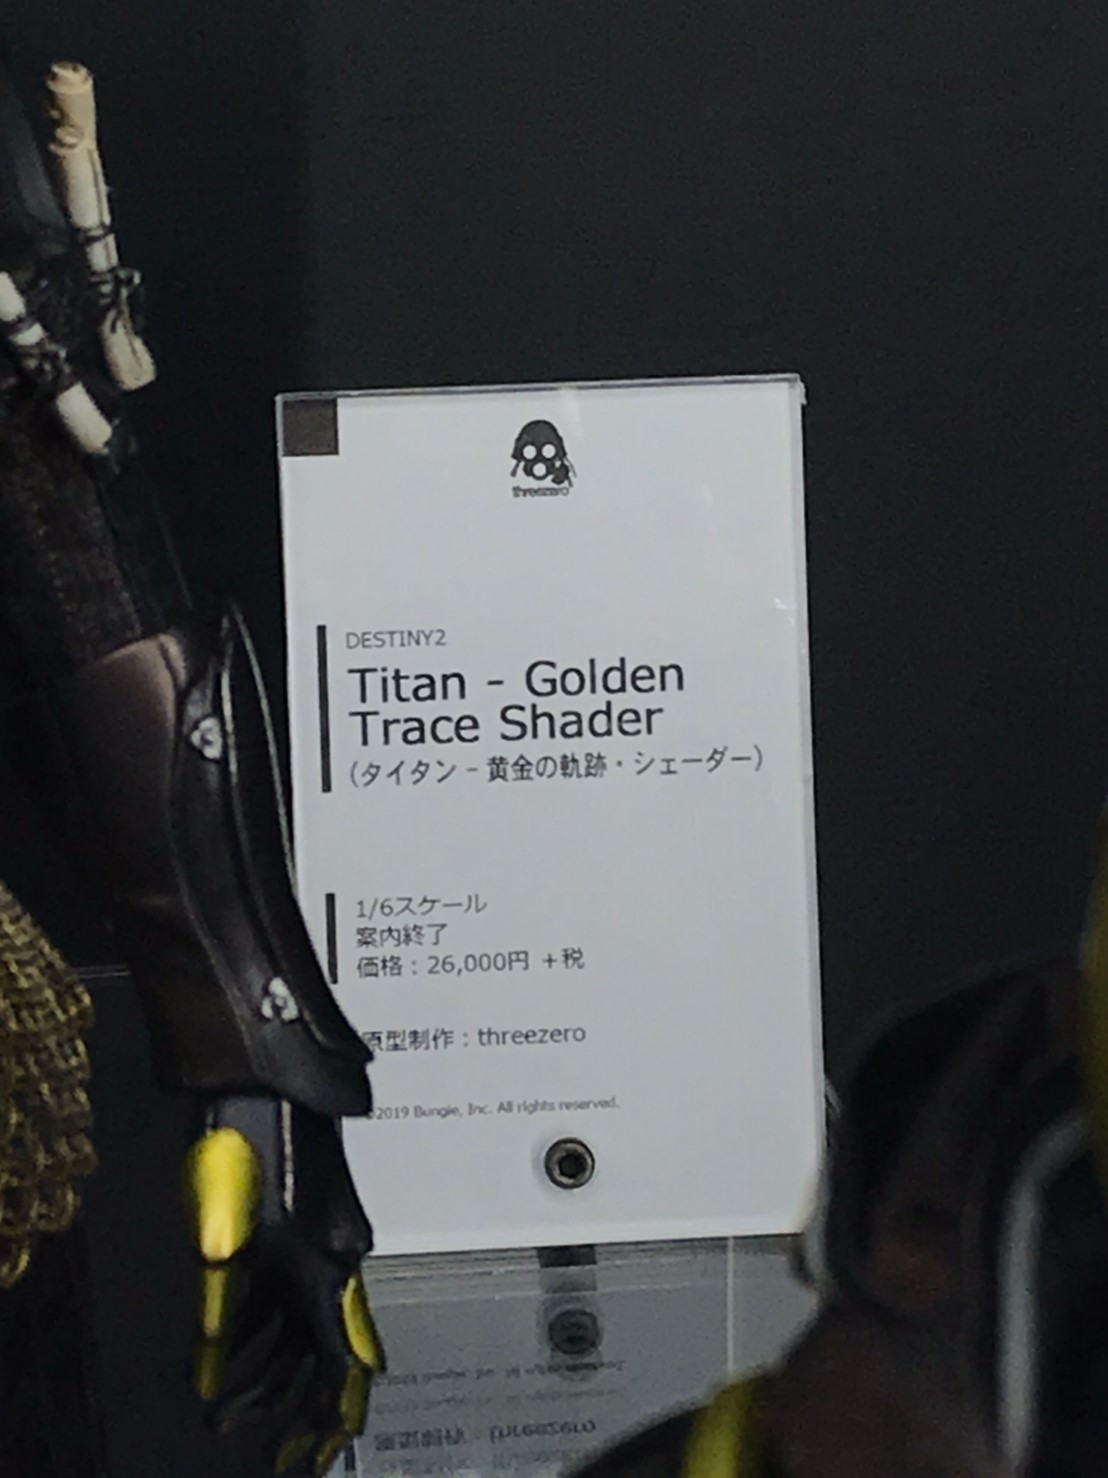 threezero
DESTINY2
Titan - Golden
Trace Shader
(タイタン - 黄金の軌跡・シェーダー)
1/6スケール
案内終了
価格：26,000円 +税
原型制作：threezero
©2019 Bungie, Inc. All rights reserved.